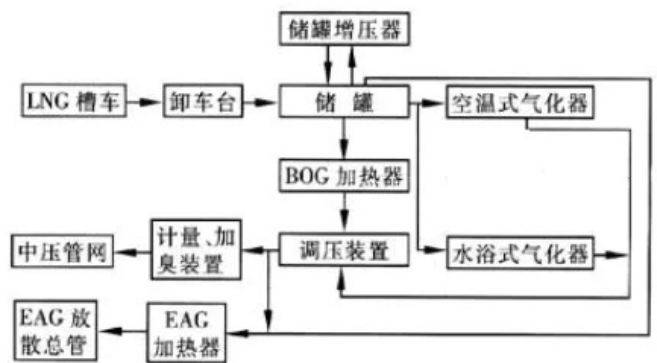 储罐增压器
LNG 槽车
卸车台
储 罐
空温式气化器
BOG 加热器
中压管网
计量、加
臭装置
调压装置
水浴式气化器
EAG 放
散总管
EAG
加热器